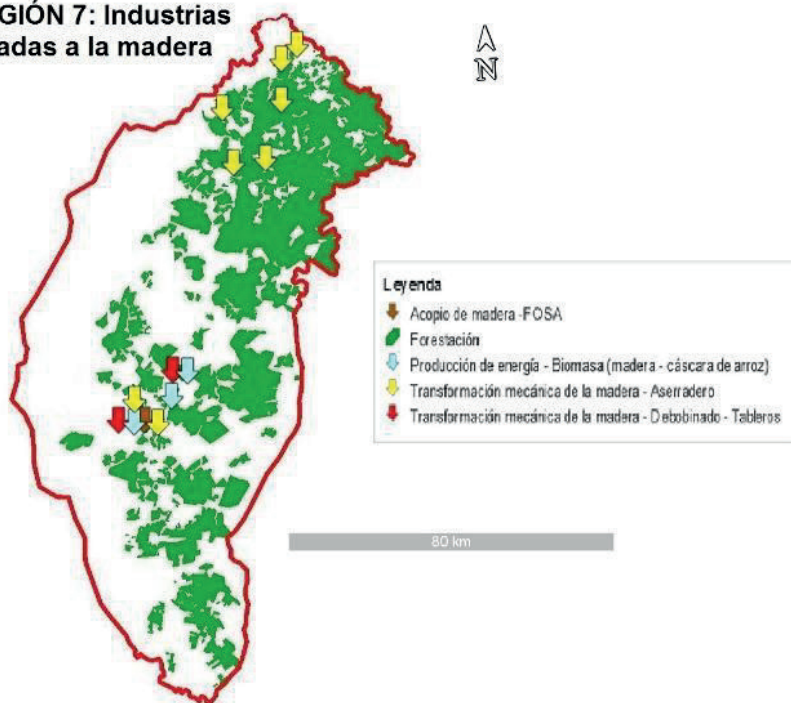 GIÓN 7: Industrias
adas a la madera
N
Leyenda
Acopio de madera -FOSA
Forestación
Producción de energía - Biomasa (madera - cáscara de arroz)
Transformación mecánica de la madera - Aserradero
Transformación mecánica de la madera - Debobinado - Tableros
80 km